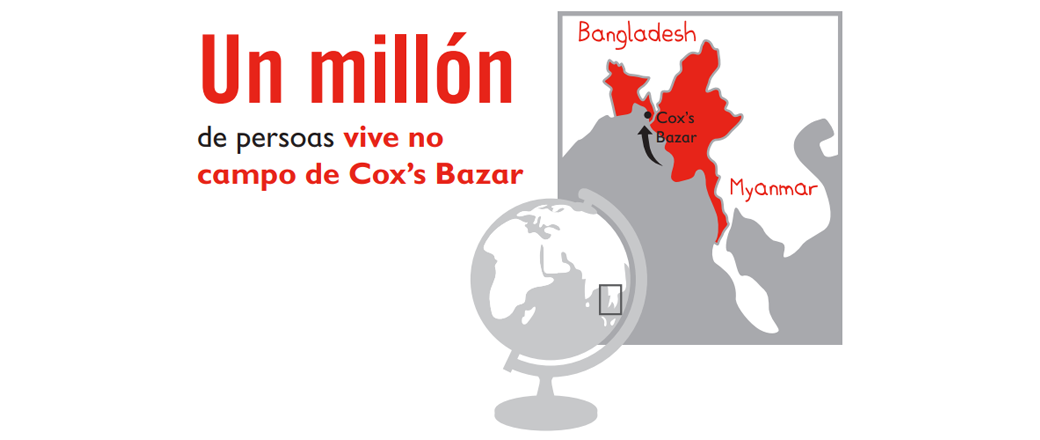 Un millón
de persoas vive no
campo de Cox's Bazar
Bangladesh
Cox's
Bazar
Myanmar